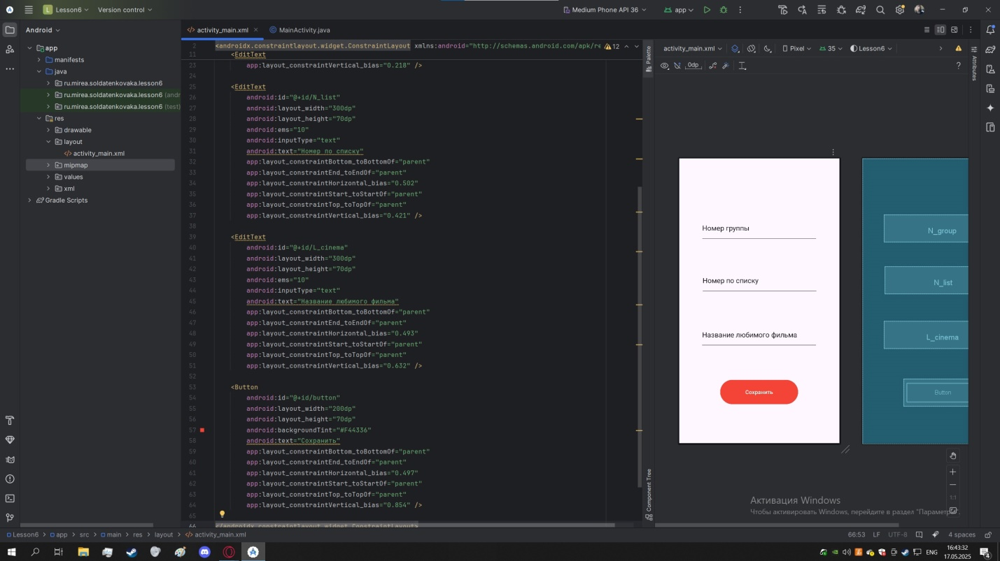 Lesson6
Version control
Medium Phone API 36
app
Android
app
manifests
java
ru.mirea.soldatenkovaka.lesson6
ru.mirea.soldatenkovaka.lesson6 (andr
ru.mirea.soldatenkovaka.lesson6 (test)
res
drawable
layout
activity_main.xml
mipmap
values
xml
Gradle Scripts
activity_main.xml
MainActivity.java
2 <androidx.constraintlayout.widget.ConstraintLayout xmlns:android="http://schemas.android.com/apk/re
12
11 <EditText
23 app:layout_constraintVertical_bias="0.218" />
24
25 <EditText
26 android:id="@+id/N_list"
27 android:layout_width="300dp"
28 android:layout_height="70dp"
29 android:ems="10"
30 android:inputType="text"
31 android:text="Номер по списку"
32 app:layout_constraintBottom_toBottomOf="parent"
33 app:layout_constraintEnd_toEndOf="parent"
34 app:layout_constraintHorizontal_bias="0.502"
35 app:layout_constraintStart_toStartOf="parent"
36 app:layout_constraintTop_toTopOf="parent"
37 app:layout_constraintVertical_bias="0.421" />
38
39 <EditText
40 android:id="@+id/L_cinema"
41 android:layout_width="300dp"
42 android:layout_height="70dp"
43 android:ems="10"
44 android:inputType="text"
45 android:text="Название любимого фильма"
46 app:layout_constraintBottom_toBottomOf="parent"
47 app:layout_constraintEnd_toEndOf="parent"
48 app:layout_constraintHorizontal_bias="0.493"
49 app:layout_constraintStart_toStartOf="parent"
50 app:layout_constraintTop_toTopOf="parent"
51 app:layout_constraintVertical_bias="0.632" />
52
53 <Button
54 android:id="@+id/button"
55 android:layout_width="200dp"
56 android:layout_height="70dp"
57 android:backgroundTint="#F44336"
58 android:text="Сохранить"
59 app:layout_constraintBottom_toBottomOf="parent"
60 app:layout_constraintEnd_toEndOf="parent"
61 app:layout_constraintHorizontal_bias="0.497"
62 app:layout_constraintStart_toStartOf="parent"
63 app:layout_constraintTop_toTopOf="parent"
64 app:layout_constraintVertical_bias="0.854" />
65
66 </androidx.constraintlayout.widget.ConstraintLayout>
Palette
Component Tree
activity_main.xml
Pixel
35
Lesson6
0dp
?
Attributes
Номер группы
Номер по списку
Название любимого фильма
Сохранить
N_group
N_list
L_cinema
Button
1:1
Активация Windows
Чтобы активировать Windows, перейдите в раздел "Параметры".
Lesson6 > app > src > main > res > layout > activity_main.xml
66:53 LF UTF-8 4 spaces
ENG
16:43:32
17.05.2025
4